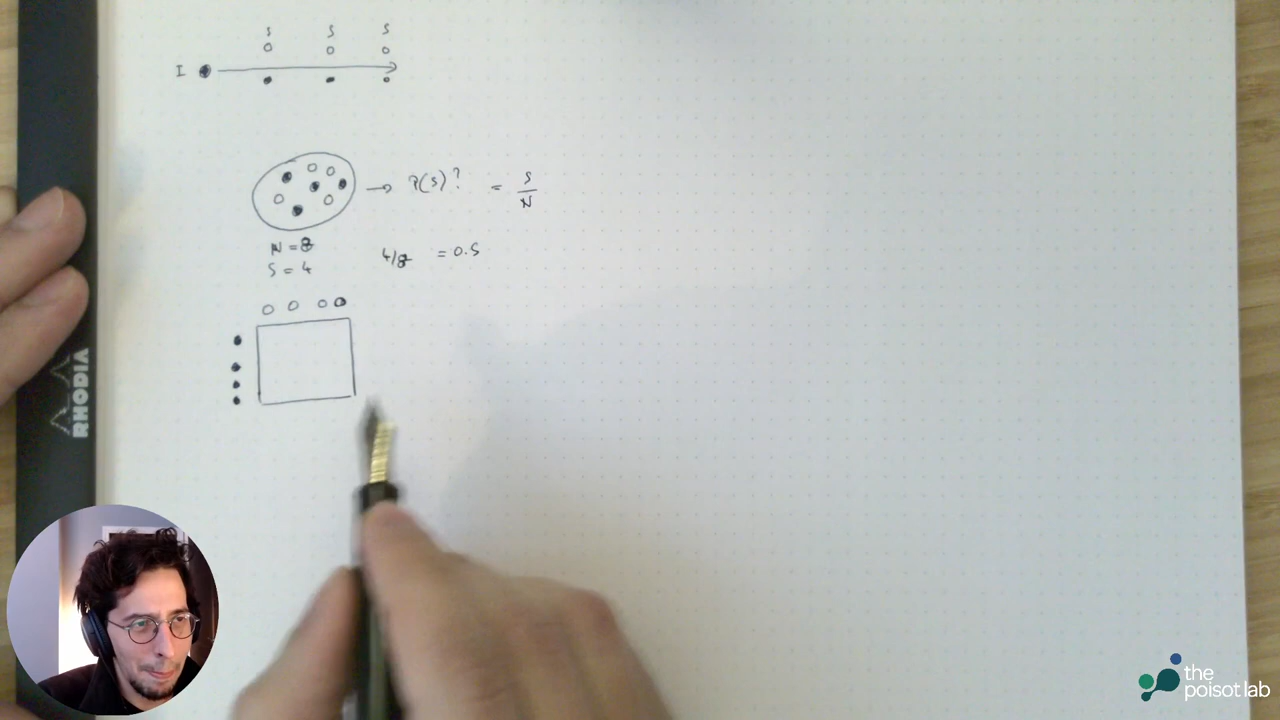 S S S
I
P(S)? = S/N
N = 8
S = 4
4/8 = 0.5
RHODIA
the
poisot lab